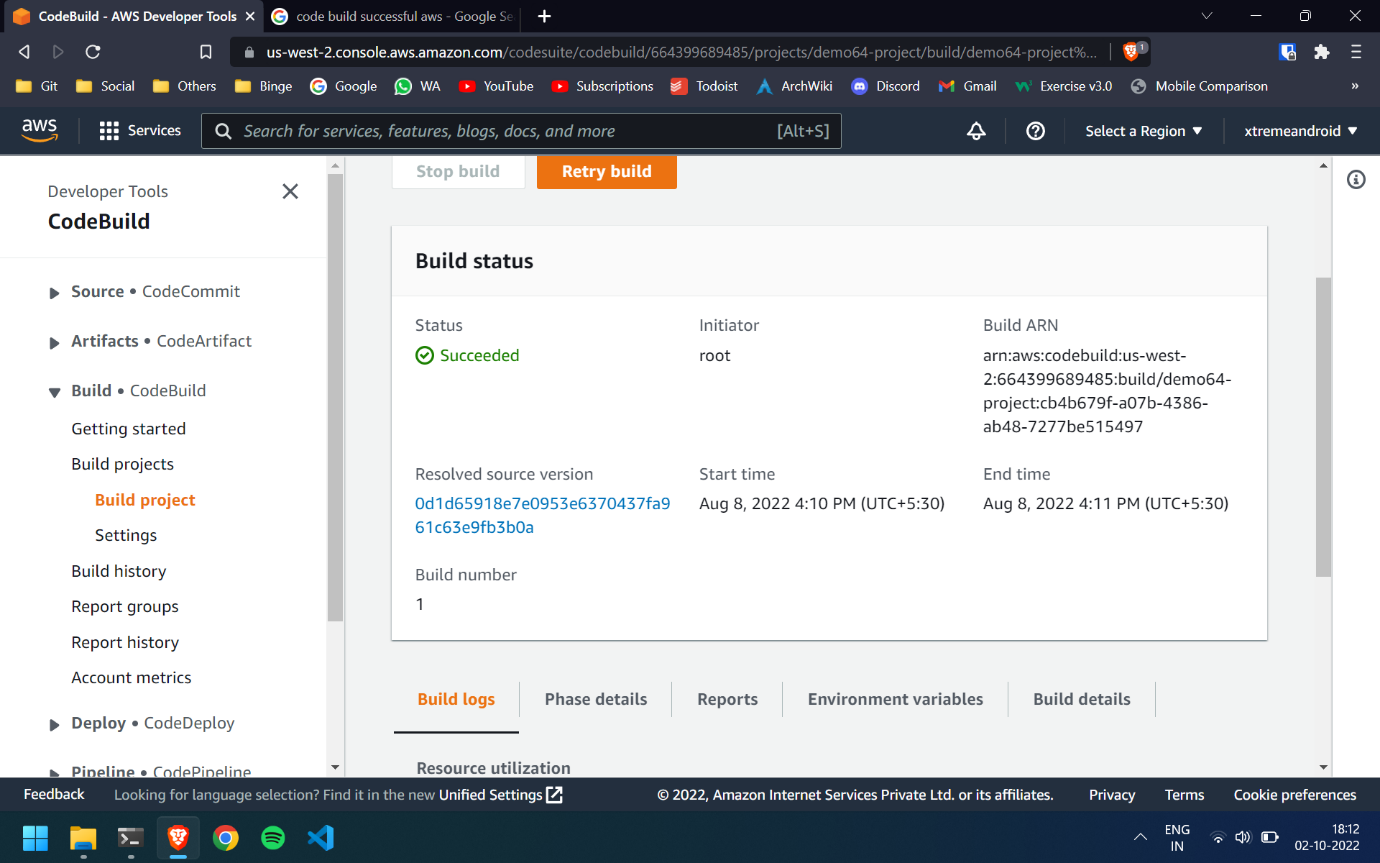 CodeBuild - AWS Developer Tools
code build successful aws - Google Se
us-west-2.console.aws.amazon.com/codesuite/codebuild/664399689485/projects/demo64-project/build/demo64-project%...
1
Git
Social
Others
Binge
Google
WA
YouTube
Subscriptions
Todoist
ArchWiki
Discord
Gmail
Exercise v3.0
Mobile Comparison
»
aws
Services
Search for services, features, blogs, docs, and more
[Alt+S]
Select a Region
xtremeandroid
Developer Tools
CodeBuild
Source • CodeCommit
Artifacts • CodeArtifact
Build • CodeBuild
Getting started
Build projects
Build project
Settings
Build history
Report groups
Report history
Account metrics
Deploy • CodeDeploy
Pipeline • CodePipeline
Stop build
Retry build
Build status
Status
Succeeded
Initiator
root
Build ARN
arn:aws:codebuild:us-west-
2:664399689485:build/demo64-
project:cb4b679f-a07b-4386-
ab48-7277be515497
Resolved source version
0d1d65918e7e0953e6370437fa9
61c63e9fb3b0a
Start time
Aug 8, 2022 4:10 PM (UTC+5:30)
End time
Aug 8, 2022 4:11 PM (UTC+5:30)
Build number
1
Build logs
Phase details
Reports
Environment variables
Build details
Resource utilization
Feedback
Looking for language selection? Find it in the new Unified Settings
© 2022, Amazon Internet Services Private Ltd. or its affiliates.
Privacy
Terms
Cookie preferences
ENG
IN
18:12
02-10-2022